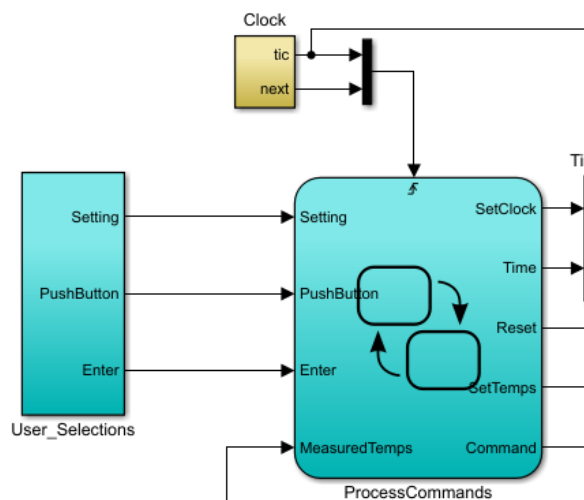 Clock
tic
next
Ti
Setting
PushButton
Enter
User_Selections
Setting
PushButton
Enter
MeasuredTemps
SetClock
Time
Reset
SetTemps
Command
ProcessCommands